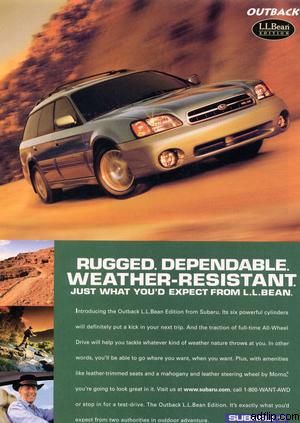 OUTBACK
L.L.Bean
EDITION
RUGGED. DEPENDABLE.
WEATHER-RESISTANT.
JUST WHAT YOU'D EXPECT FROM L.L.BEAN.
Introducing the Outback L.L.Bean Edition from Subaru. Its six powerful cylinders
will definitely put a kick in your next trip. And the traction of full-time All-Wheel
Drive will help you tackle whatever kind of weather nature throws at you. In other
words, you'll be able to go where you want, when you want. Plus, with amenities
like leather-trimmed seats and a mahogany and leather steering wheel by Momo,
you're going to look great in it. Visit us at www.subaru.com, call 1-800-WANT-AWD
or stop in for a test-drive. The Outback L.L.Bean Edition. It's exactly what you'd
expect from two authorities in outdoor adventure.
SUBARU
adflip.com